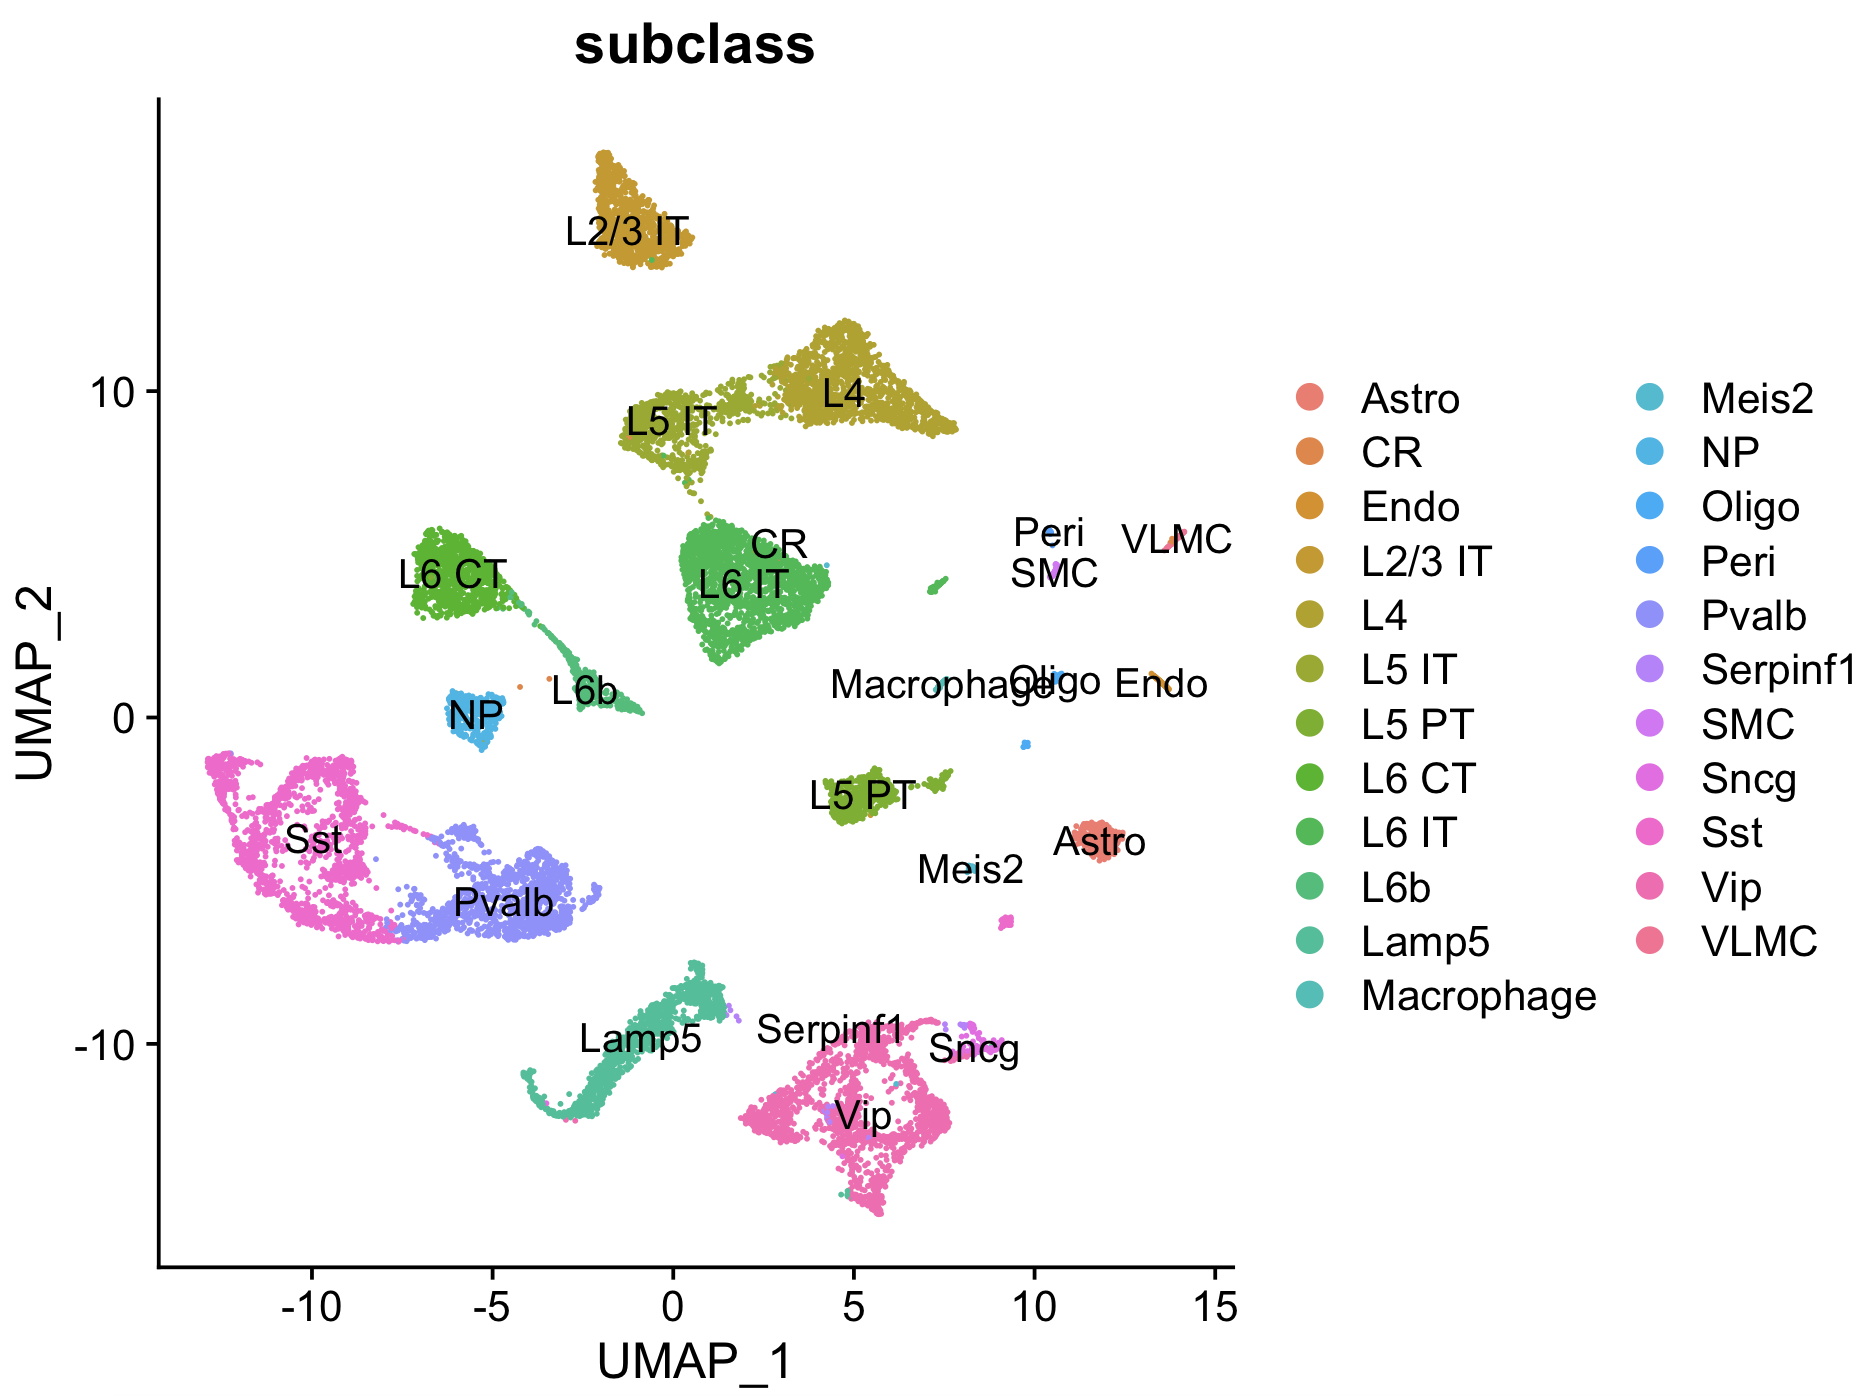 subclass
L2/3 IT
L4
L5 IT
CR
L6 IT
L6 CT
Peri
VLMC
SMC
L6b
NP
Macrophage
Oligo
Endo
L5 PT
Astro
Meis2
Sst
Pvalb
Lamp5
Serpinf1
Sncg
Vip
10
0
-10
UMAP_2
-10
-5
0
5
10
15
UMAP_1
Astro
CR
Endo
L2/3 IT
L4
L5 IT
L5 PT
L6 CT
L6 IT
L6b
Lamp5
Macrophage
Meis2
NP
Oligo
Peri
Pvalb
Serpinf1
SMC
Sncg
Sst
Vip
VLMC